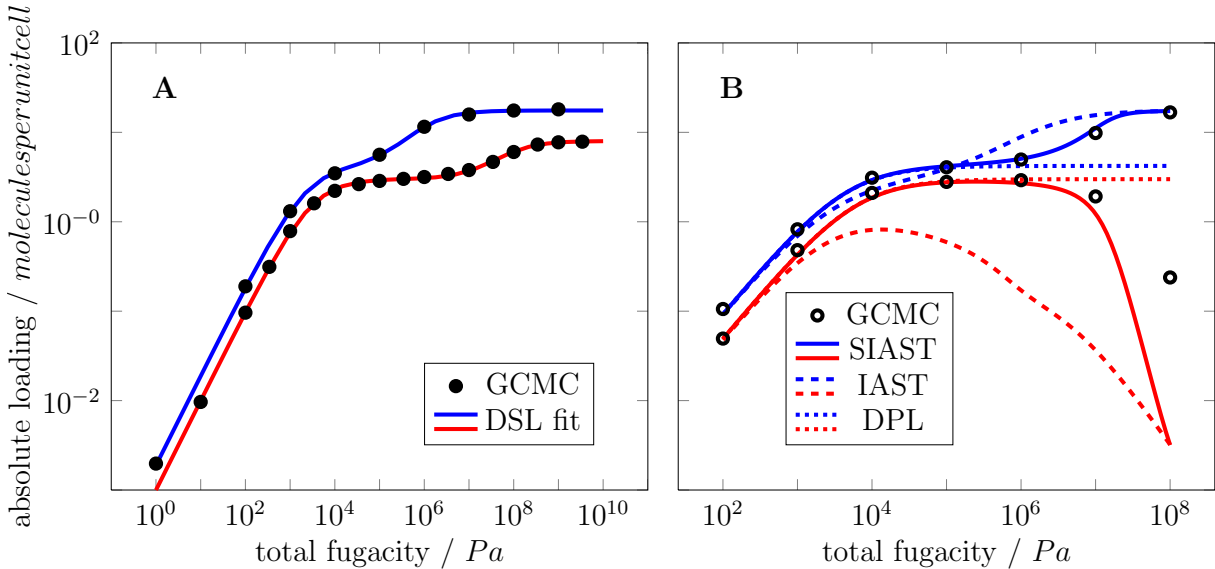 absolute loading / moleculesperunitcell
10^2
10^{-0}
10^{-2}
A
GCMC
DSL fit
10^0 10^2 10^4 10^6 10^8 10^{10}
total fugacity / Pa
B
GCMC
SIAST
IAST
DPL
10^2 10^4 10^6 10^8
total fugacity / Pa